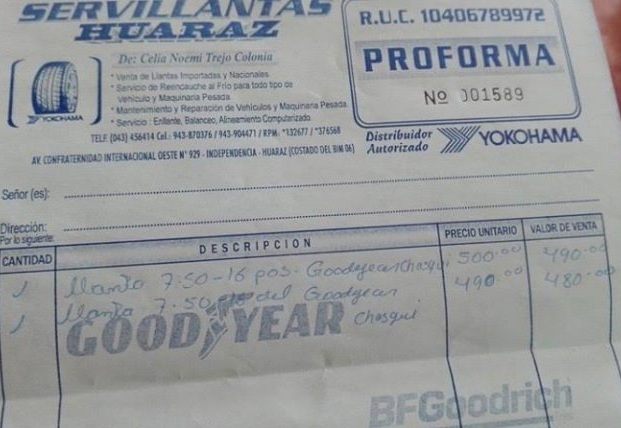 SERVILLANTAS
HUARAZ
De: Celia Noemi Trejo Colonia
* Venta de Llantas Importadas y Nacionales
* Servicio de Reencauche al Frío para todo tipo de
Vehículo y Maquinaria Pesada
* Mantenimiento y Reparación de Vehículos y Maquinaria Pesada
* Servicio : Enllante, Balanceo, Alineamiento Computarizado
YOKOHAMA
TELF. (043) 456414 Cel.: 943-870376 / 943-904471 / RPM: *132677 / *376568
AV. CONFRATERNIDAD INTERNACIONAL OESTE N° 929 - INDEPENDENCIA - HUARAZ (COSTADO DEL BIM 06)
R.U.C. 10406789972
PROFORMA
No 001589
Distribuidor
Autorizado
YOKOHAMA
Señor (es):
Dirección:
Por lo siguiente:
CANTIDAD DESCRIPCION PRECIO UNITARIO VALOR DE VENTA
1 llanta 7-50-16 pos. Goodyear Chasqui 500.00 490.00
1 llanta 7.50 del Goodyear 490.00 480.00
Chasqui
GOODYEAR
BFGoodrich